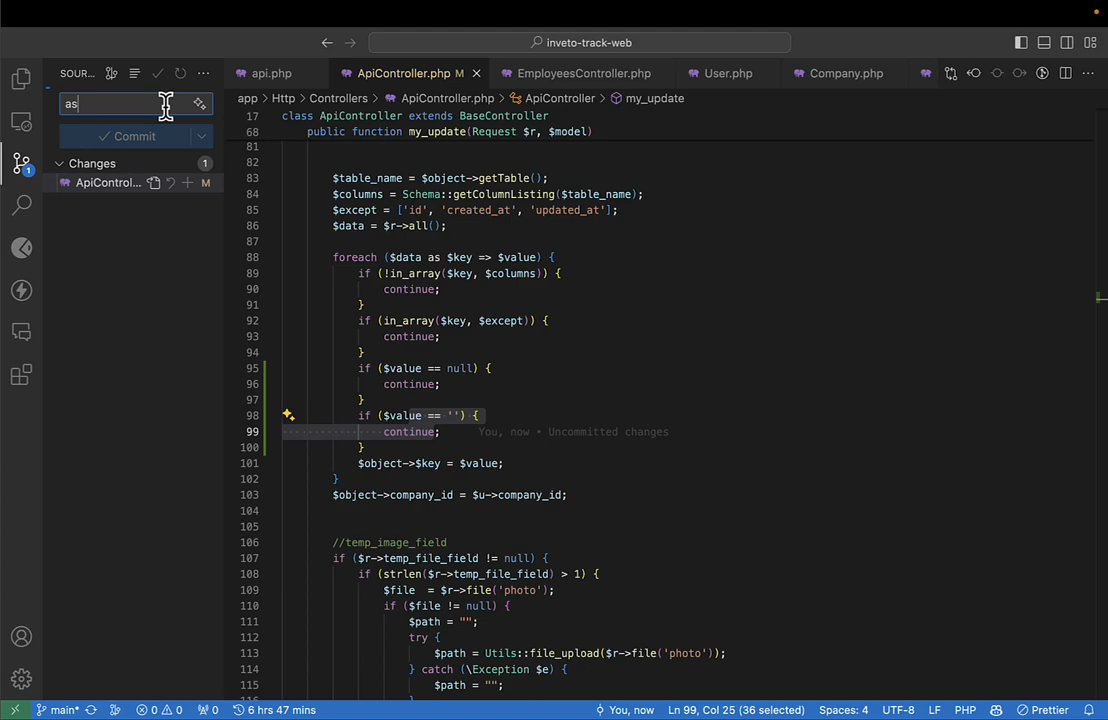 inveto-track-web
SOUR...
api.php
ApiController.php M
EmployeesController.php
User.php
Company.php
as
app > Http > Controllers > ApiController.php > ApiController > my_update
17 class ApiController extends BaseController
68 public function my_update(Request $r, $model)
Commit
Changes 1
ApiControl... M
1
81
82
83 $table_name = $object->getTable();
84 $columns = Schema::getColumnListing($table_name);
85 $except = ['id', 'created_at', 'updated_at'];
86 $data = $r->all();
87
88 foreach ($data as $key => $value) {
89 if (!in_array($key, $columns)) {
90 continue;
91 }
92 if (in_array($key, $except)) {
93 continue;
94 }
95 if ($value == null) {
96 continue;
97 }
98 if ($value == '') {
99 continue; You, now • Uncommitted changes
100 }
101 $object->$key = $value;
102 }
103 $object->company_id = $u->company_id;
104
105
106 //temp_image_field
107 if ($r->temp_file_field != null) {
108 if (strlen($r->temp_file_field) > 1) {
109 $file = $r->file('photo');
110 if ($file != null) {
111 $path = "";
112 try {
113 $path = Utils::file_upload($r->file('photo'));
114 } catch (\Exception $e) {
115 $path = "";
main* 0 0 0 6 hrs 47 mins You, now Ln 99, Col 25 (36 selected) Spaces: 4 UTF-8 LF PHP Prettier